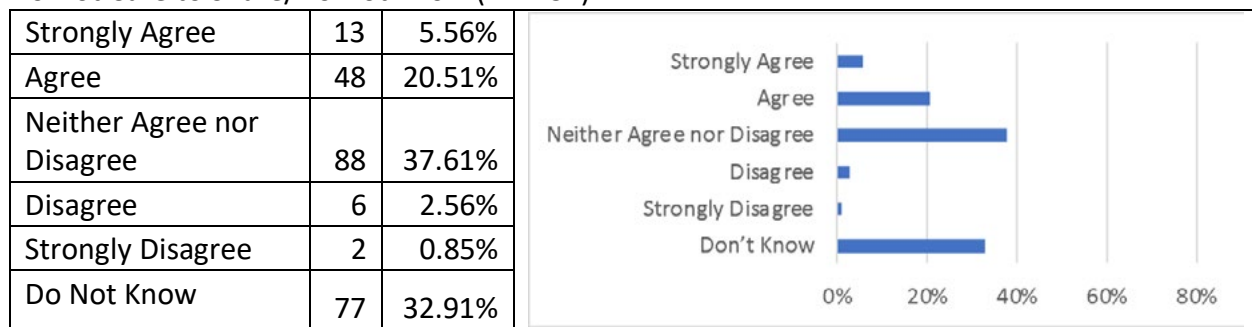 Strongly Agree 13 5.56%
Agree 48 20.51%
Neither Agree nor
Disagree 88 37.61%
Disagree 6 2.56%
Strongly Disagree 2 0.85%
Do Not Know 77 32.91%
Strongly Agree
Agree
Neither Agree nor Disagree
Disagree
Strongly Disagree
Don't Know
0% 20% 40% 60% 80%